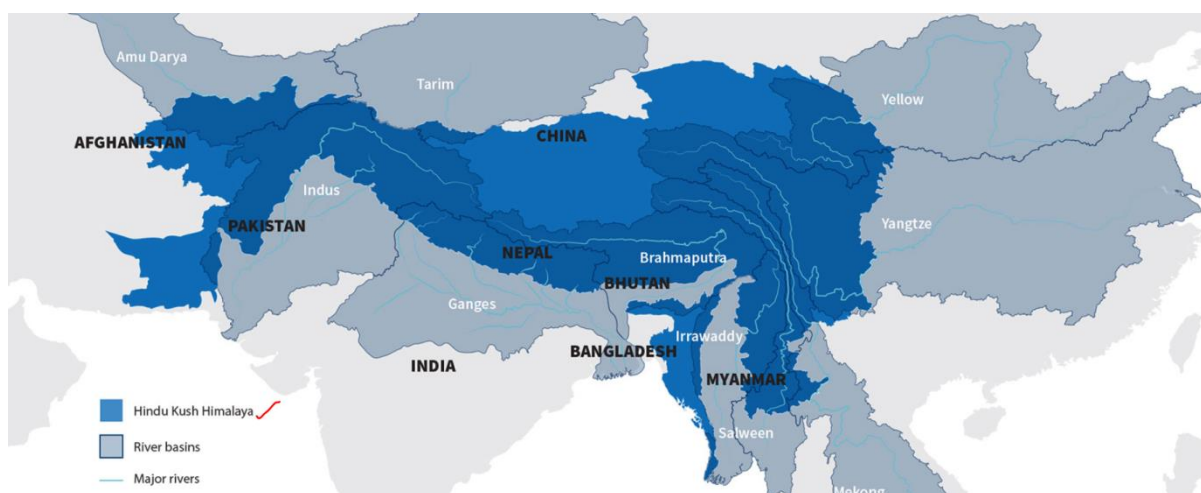 Amu Darya
Tarim
Yellow
CHINA
AFGHANISTAN
Indus
PAKISTAN
Yangtze
NEPAL
Brahmaputra
BHUTAN
Ganges
Irrawaddy
BANGLADESH
INDIA
MYANMAR
Hindu Kush Himalaya
Salween
River basins
Major rivers
Mekong